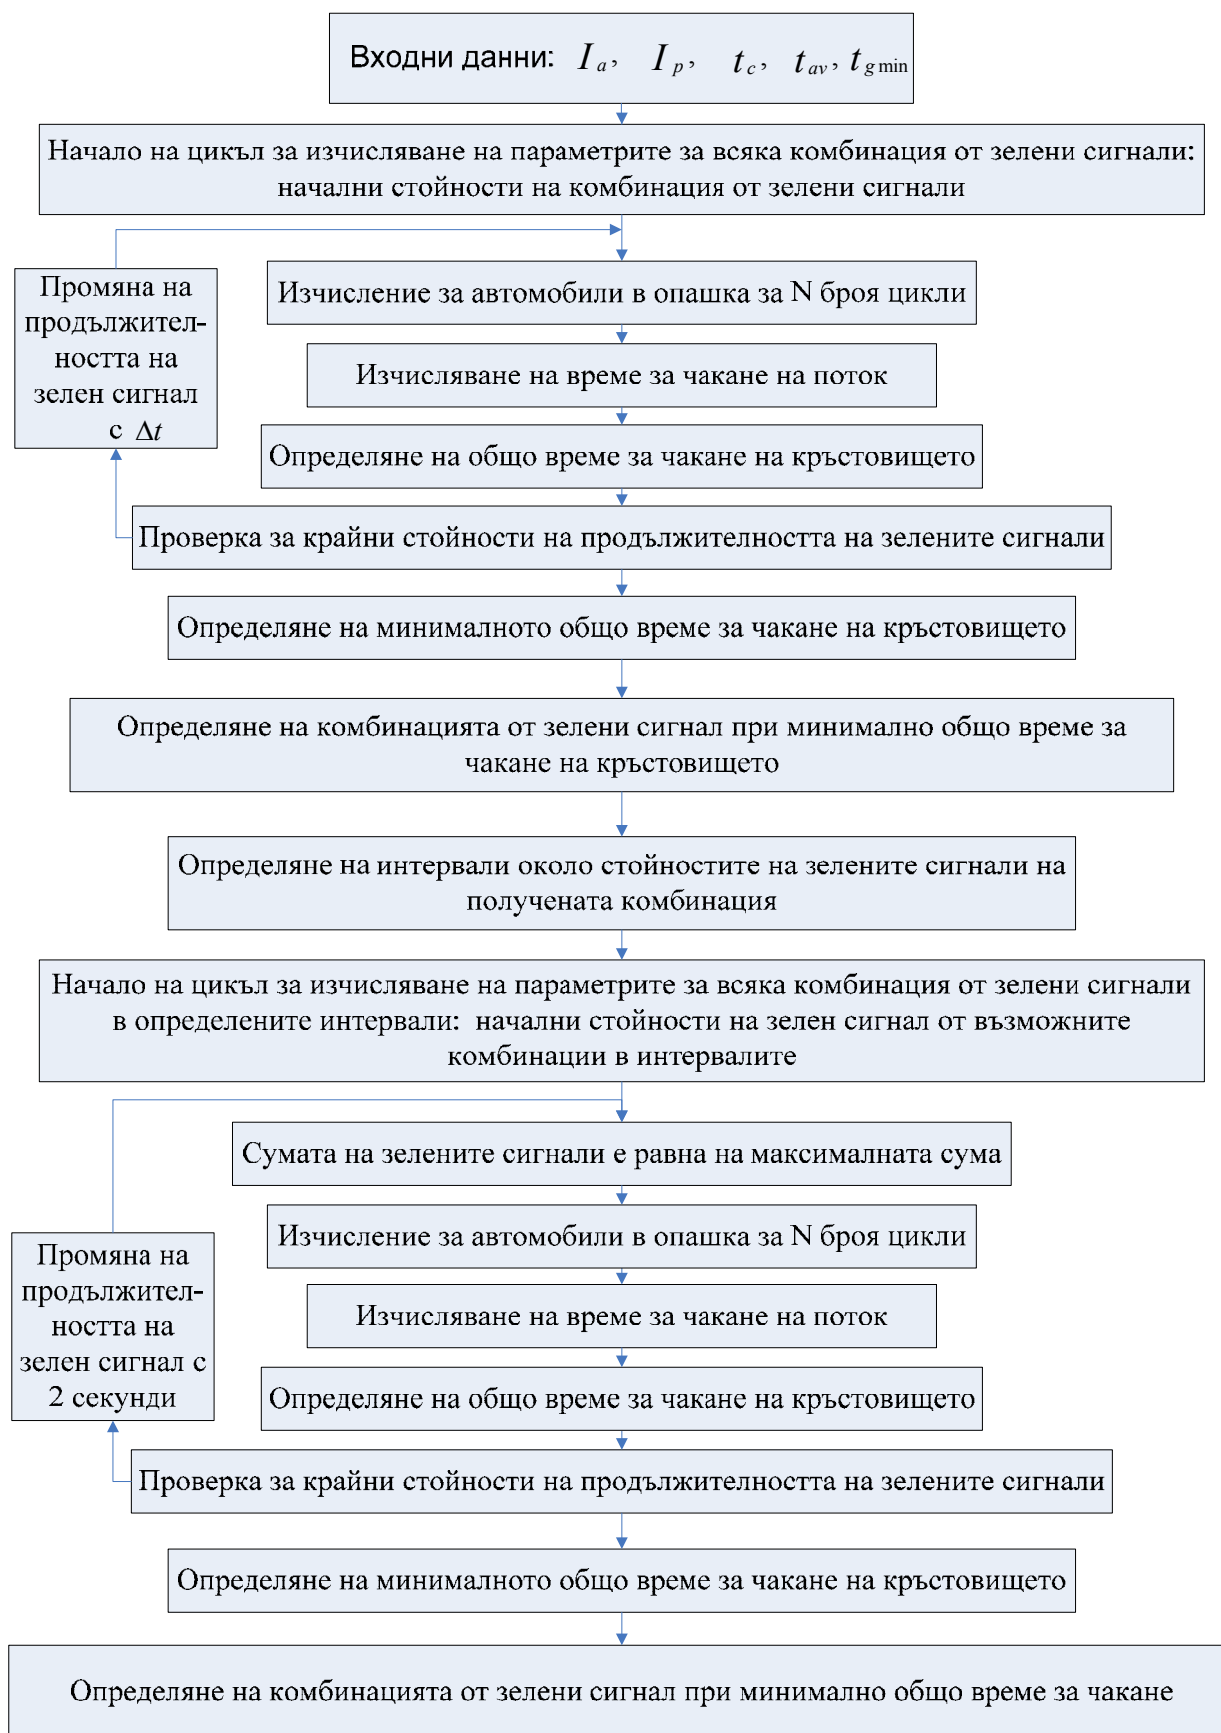 Входни данни: I a, I p, t c, t av, t g min
Начало на цикъл за изчисляване на параметрите за всяка комбинация от зелени сигнали:
начални стойности на комбинация от зелени сигнали
Промяна на
продължител-
ността на
зелен сигнал
с Δt
Изчисление за автомобили в опашка за N броя цикли
Изчисляване на време за чакане на поток
Определяне на общо време за чакане на кръстовището
Проверка за крайни стойности на продължителността на зелените сигнали
Определяне на минималното общо време за чакане на кръстовището
Определяне на комбинацията от зелени сигнал при минимално общо време за
чакане на кръстовището
Определяне на интервали около стойностите на зелените сигнали на
получената комбинация
Начало на цикъл за изчисляване на параметрите за всяка комбинация от зелени сигнали
в определените интервали: начални стойности на зелен сигнал от възможните
комбинации в интервалите
Сумата на зелените сигнали е равна на максималната сума
Промяна на
продължител-
ността на
зелен сигнал с
2 секунди
Изчисление за автомобили в опашка за N броя цикли
Изчисляване на време за чакане на поток
Определяне на общо време за чакане на кръстовището
Проверка за крайни стойности на продължителността на зелените сигнали
Определяне на минималното общо време за чакане на кръстовището
Определяне на комбинацията от зелени сигнал при минимално общо време за чакане